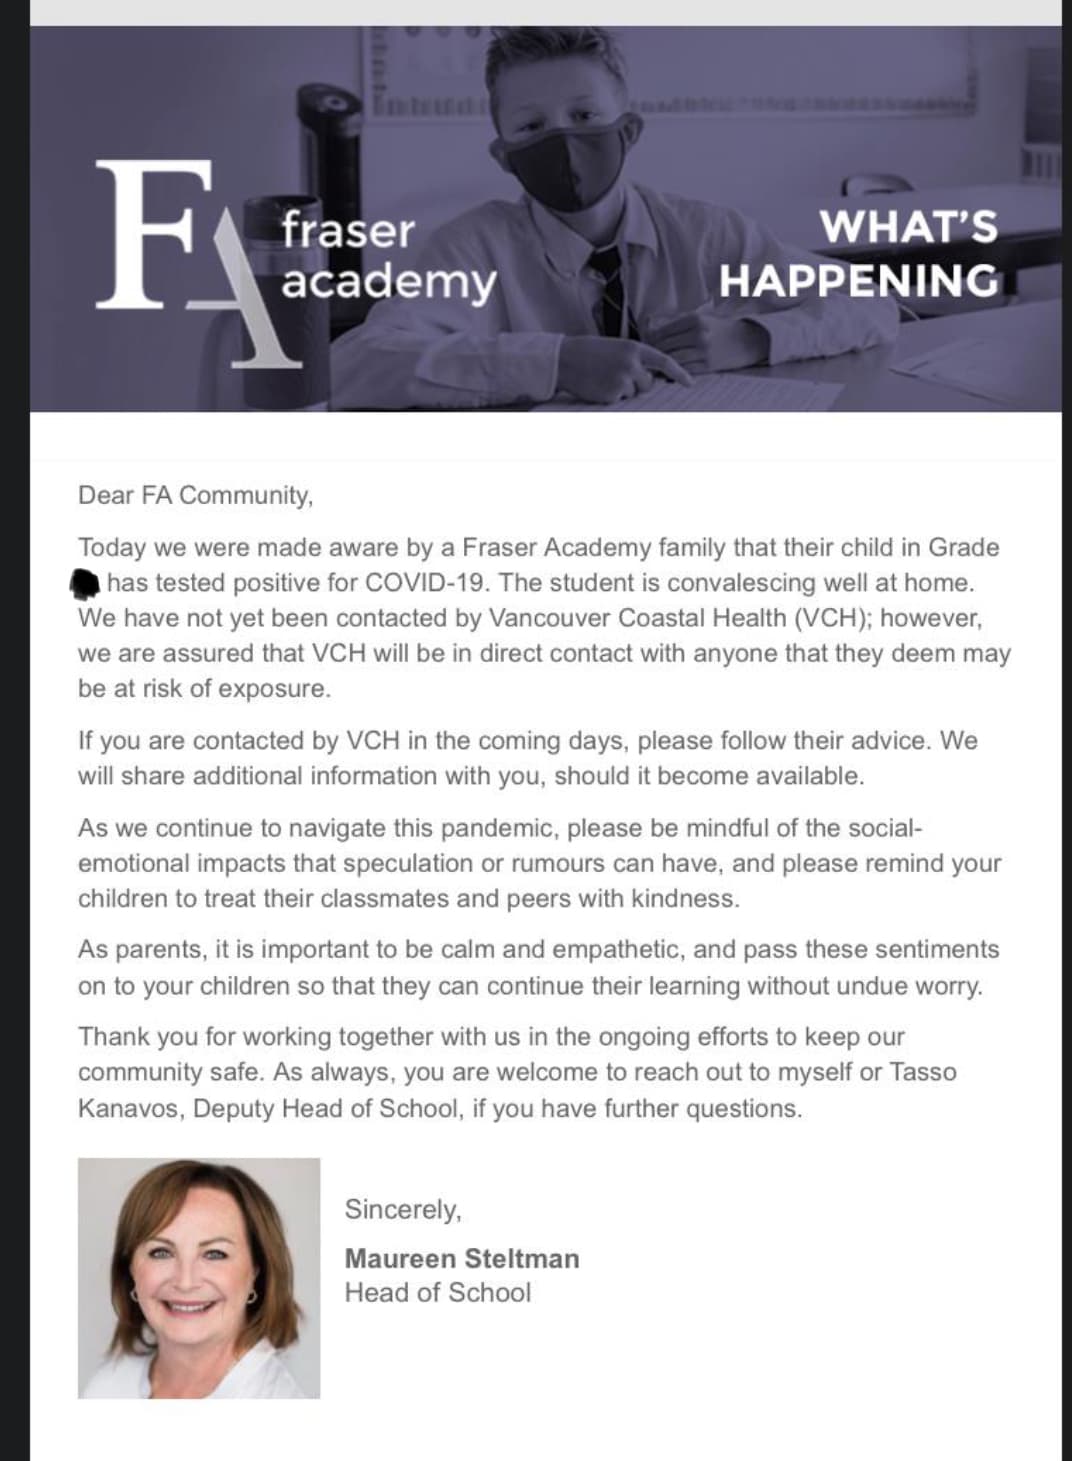 FA fraser
academy
WHAT'S
HAPPENING
Dear FA Community,
Today we were made aware by a Fraser Academy family that their child in Grade
has tested positive for COVID-19. The student is convalescing well at home.
We have not yet been contacted by Vancouver Coastal Health (VCH); however,
we are assured that VCH will be in direct contact with anyone that they deem may
be at risk of exposure.
If you are contacted by VCH in the coming days, please follow their advice. We
will share additional information with you, should it become available.
As we continue to navigate this pandemic, please be mindful of the social-
emotional impacts that speculation or rumours can have, and please remind your
children to treat their classmates and peers with kindness.
As parents, it is important to be calm and empathetic, and pass these sentiments
on to your children so that they can continue their learning without undue worry.
Thank you for working together with us in the ongoing efforts to keep our
community safe. As always, you are welcome to reach out to myself or Tasso
Kanavos, Deputy Head of School, if you have further questions.
Sincerely,
Maureen Steltman
Head of School